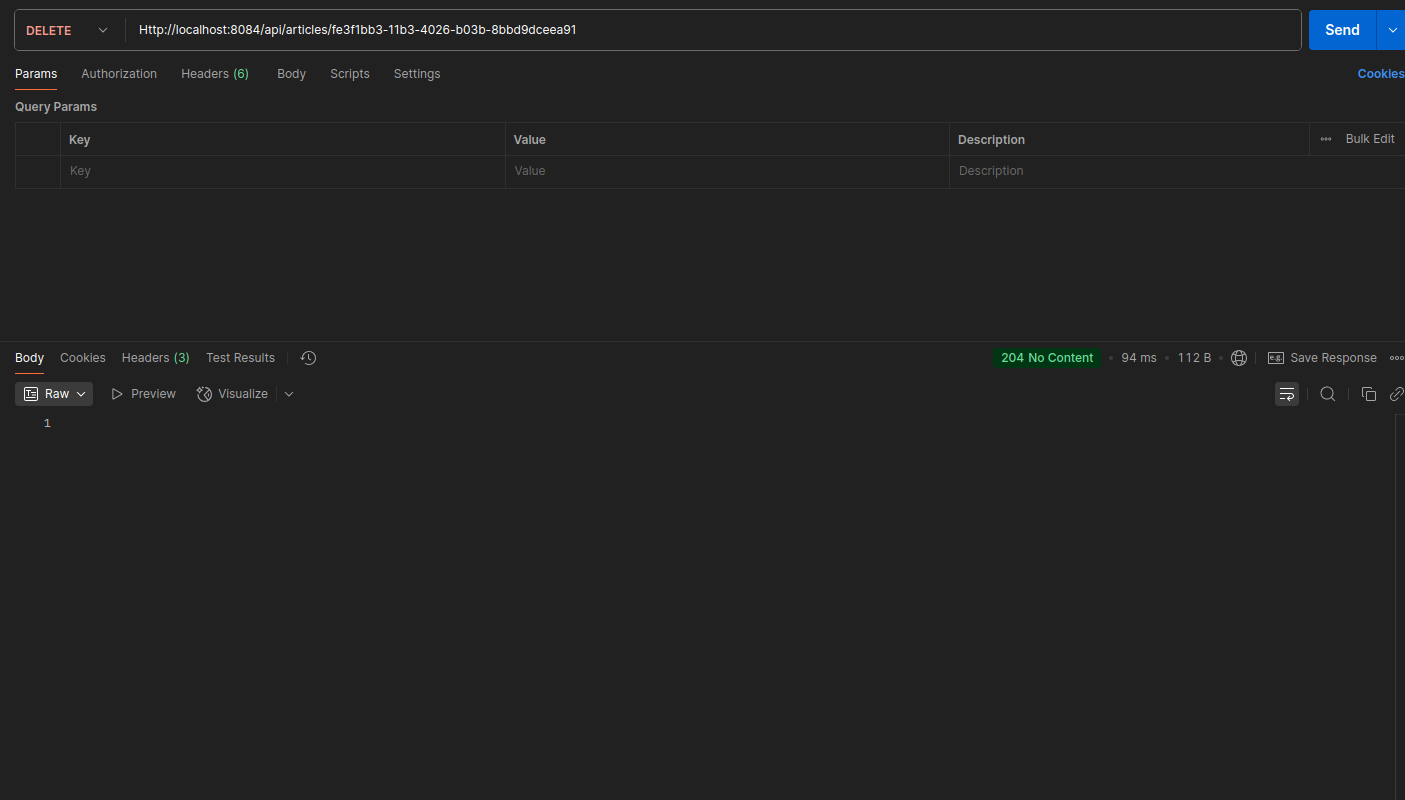 DELETE Http://localhost:8084/api/articles/fe3f1bb3-11b3-4026-b03b-8bbd9dceea91 Send
Params Authorization Headers (6) Body Scripts Settings Cookies
Query Params
Key Value Description Bulk Edit
Key Value Description
Body Cookies Headers (3) Test Results 204 No Content 94 ms 112 B e.g. Save Response
Raw Preview Visualize
1